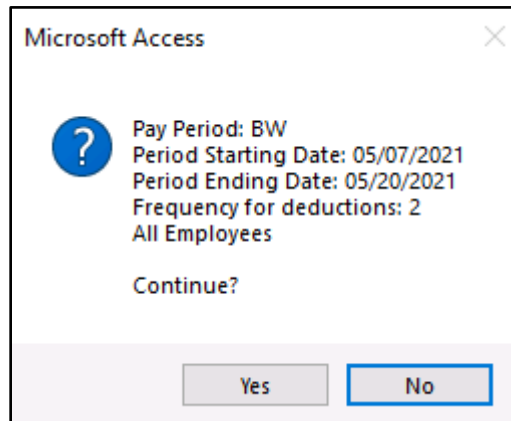 Microsoft Access
?
Pay Period: BW
Period Starting Date: 05/07/2021
Period Ending Date: 05/20/2021
Frequency for deductions: 2
All Employees
Continue?
Yes
No